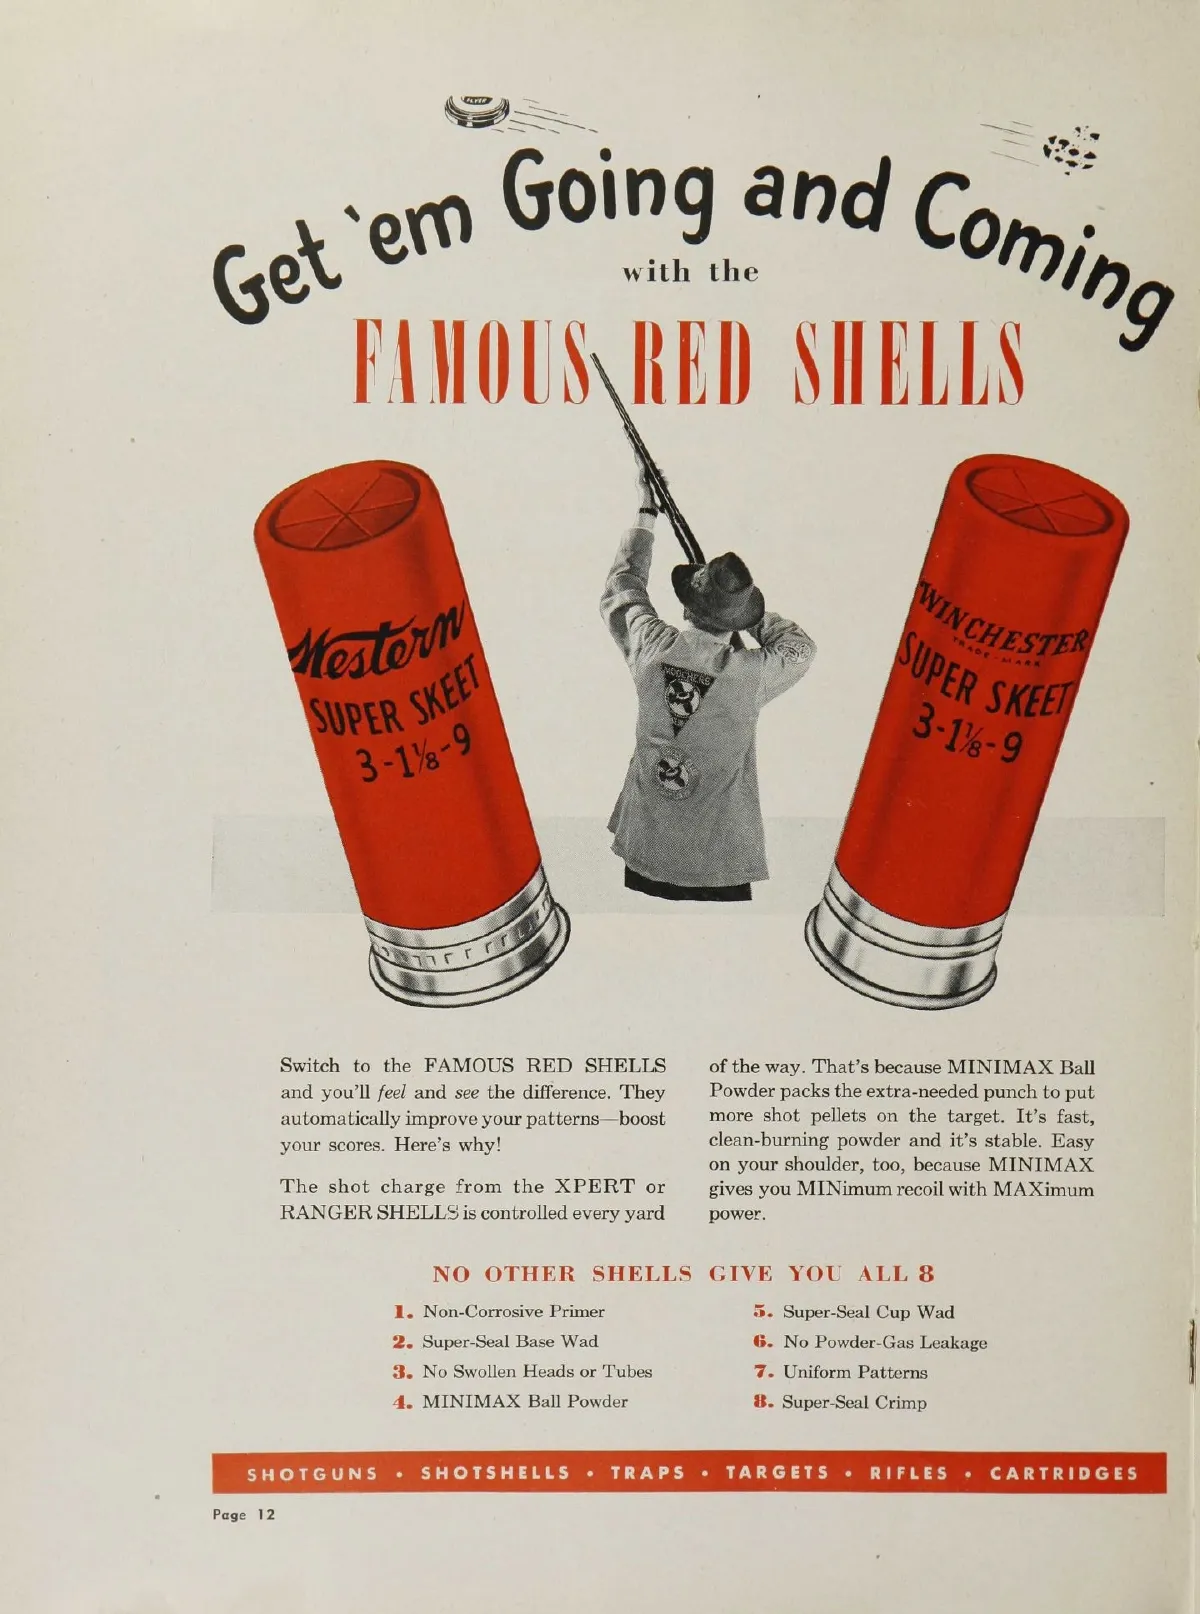 FLYER
Get 'em Going and Coming
with the
FAMOUS RED SHELLS
Western
SUPER SKEET
3-1⅛-9
WINCHESTER
TRADE-MARK
SUPER SKEET
3-1⅛-9
Switch to the FAMOUS RED SHELLS
and you'll feel and see the difference. They
automatically improve your patterns—boost
your scores. Here's why!
The shot charge from the XPERT or
RANGER SHELLS is controlled every yard
of the way. That's because MINIMAX Ball
Powder packs the extra-needed punch to put
more shot pellets on the target. It's fast,
clean-burning powder and it's stable. Easy
on your shoulder, too, because MINIMAX
gives you MINimum recoil with MAXimum
power.
NO OTHER SHELLS GIVE YOU ALL 8
1. Non-Corrosive Primer
2. Super-Seal Base Wad
3. No Swollen Heads or Tubes
4. MINIMAX Ball Powder
5. Super-Seal Cup Wad
6. No Powder-Gas Leakage
7. Uniform Patterns
8. Super-Seal Crimp
SHOTGUNS • SHOTSHELLS • TRAPS • TARGETS • RIFLES • CARTRIDGES
Page 12